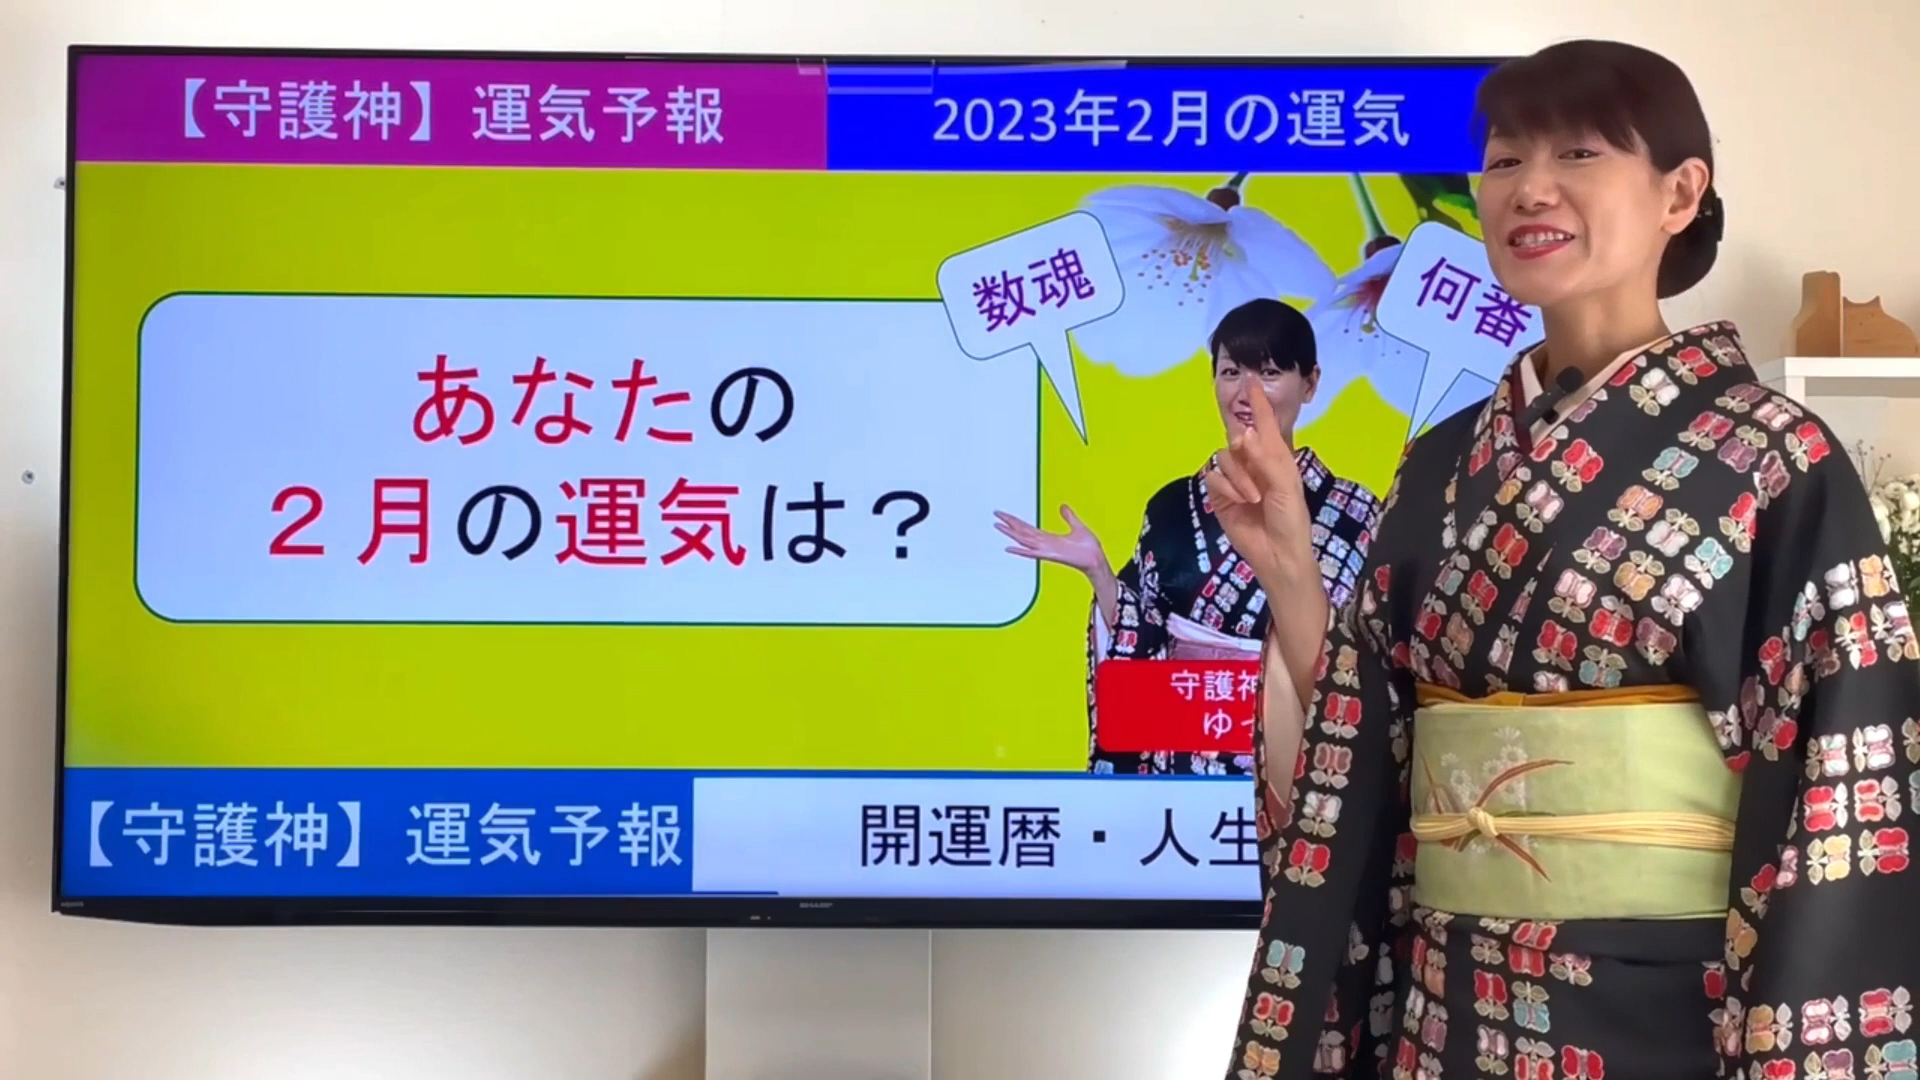 【守護神】運気予報
2023年2月の運気
数魂
何番
あなたの
２月の運気は？
守護神
ゆ
【守護神】運気予報
開運暦・人生
SHARP